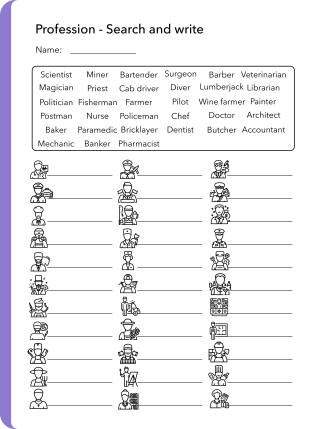 Profession - Search and write
Name:
Scientist Miner Bartender Surgeon Barber Veterinarian
Magician Priest Cab driver Diver Lumberjack Librarian
Politician Fisherman Farmer Pilot Wine farmer Painter
Postman Nurse Policeman Chef Doctor Architect
Baker Paramedic Bricklayer Dentist Butcher Accountant
Mechanic Banker Pharmacist